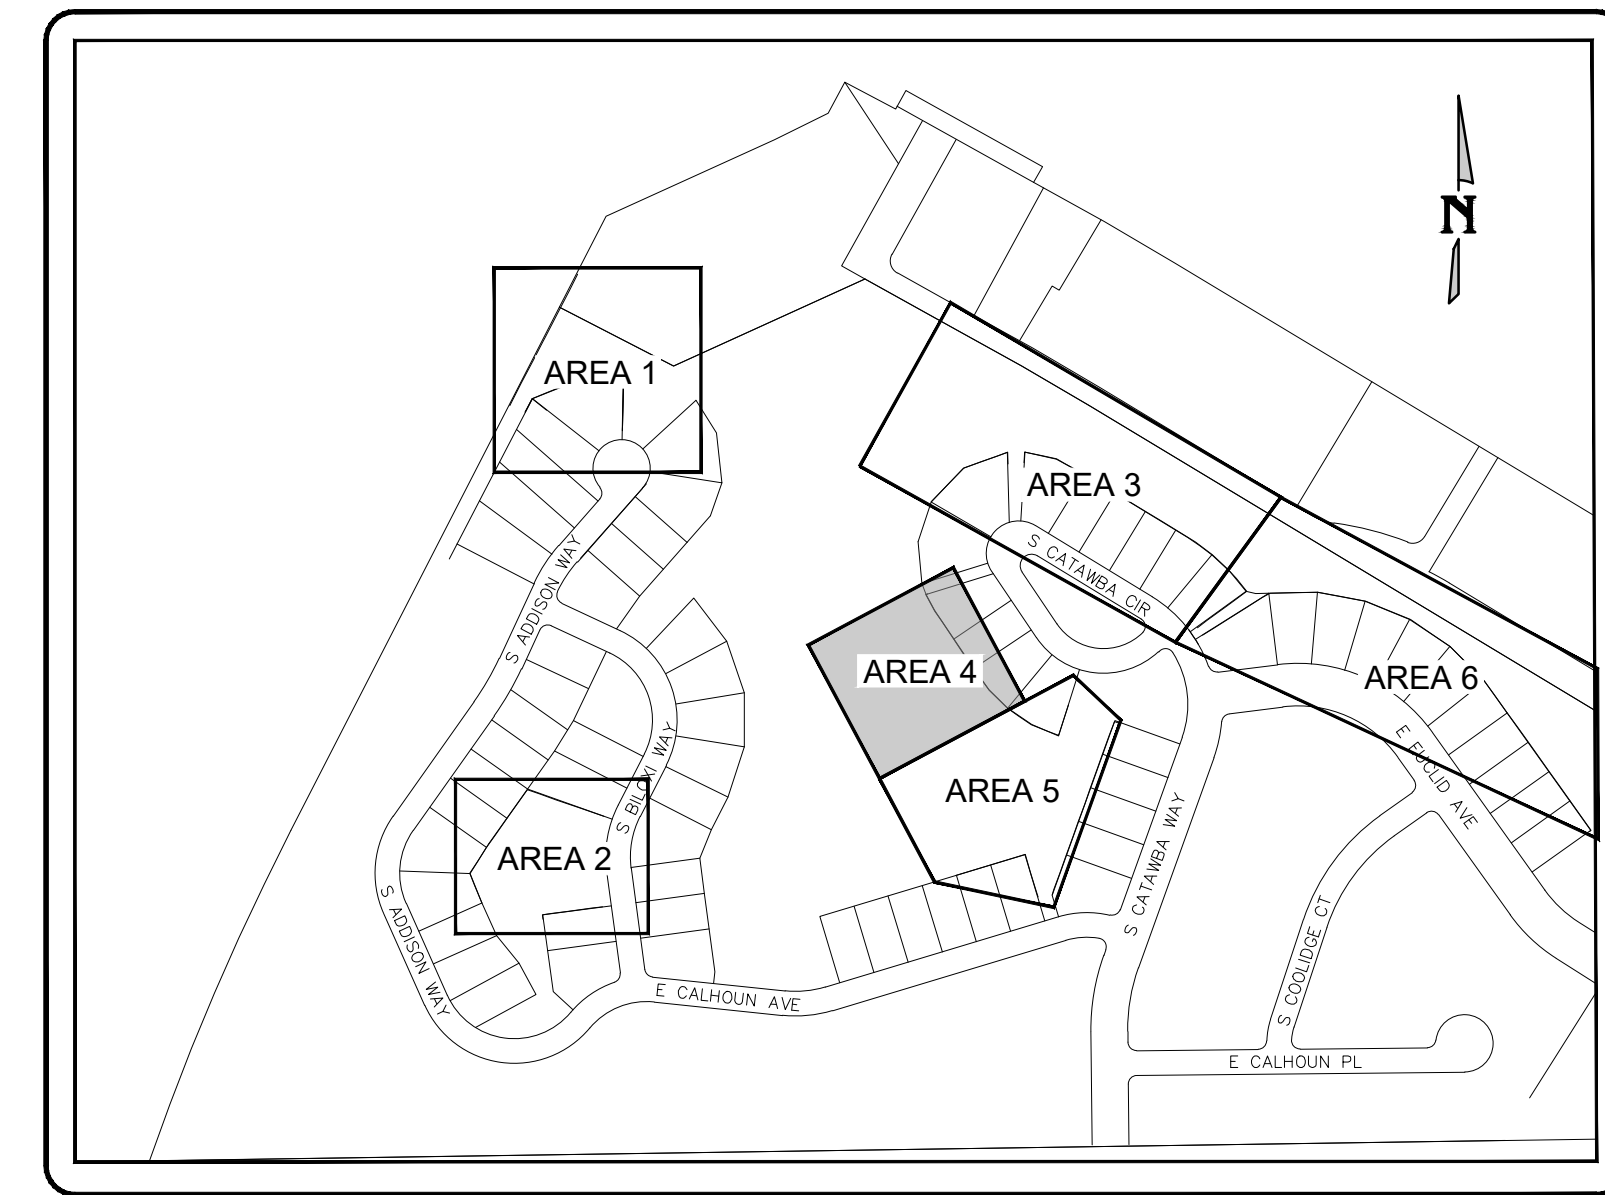 N
AREA 1
AREA 3
S CATAWBA CIR
S ADDISON WAY
AREA 4
AREA 6
S BILOXI WAY
E EUCLID AVE
AREA 5
AREA 2
S CATAWBA WAY
S ADDISON WAY
S COOLIDGE CT
E CALHOUN AVE
E CALHOUN PL